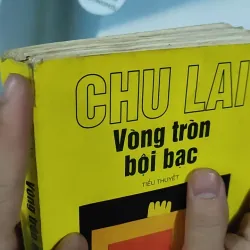 CHU LAI
Vòng tròn
bội bạc
TIỂU THUYẾT